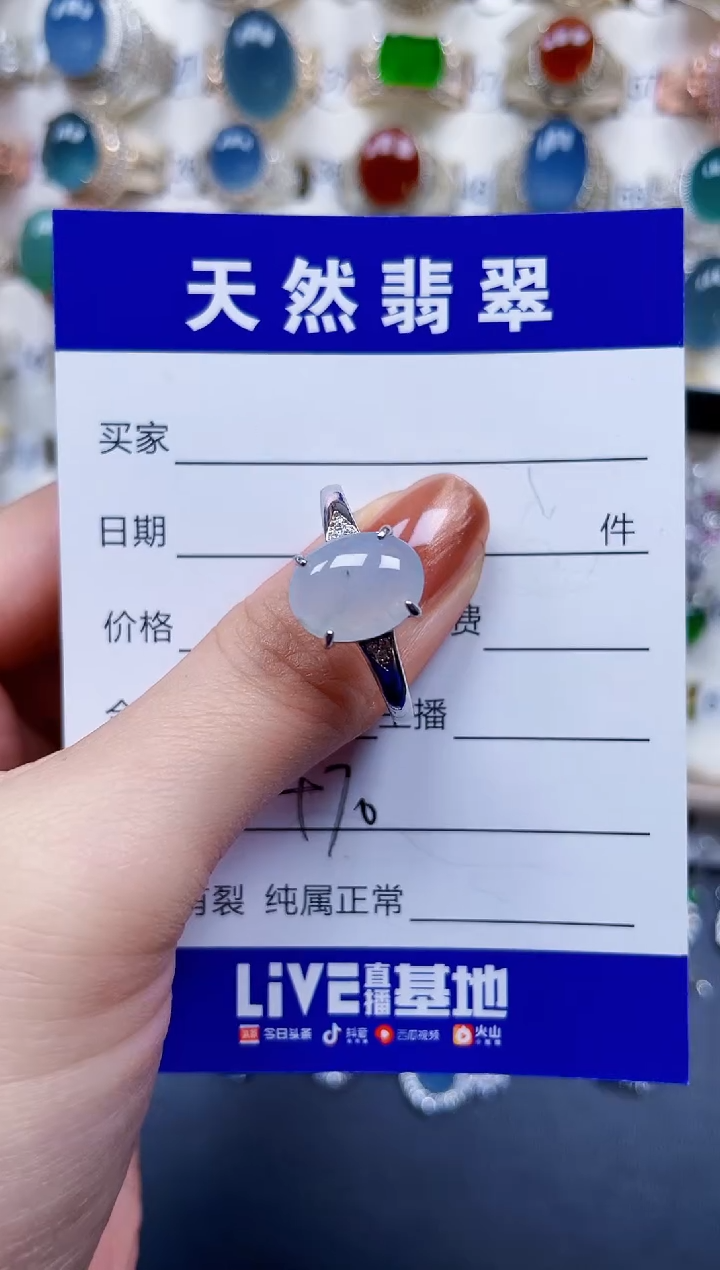 天然翡翠
买家
日期 件
价格 费
播
有裂 纯属正常
LiVE直播基地
今日头条 抖音 西瓜视频 火山